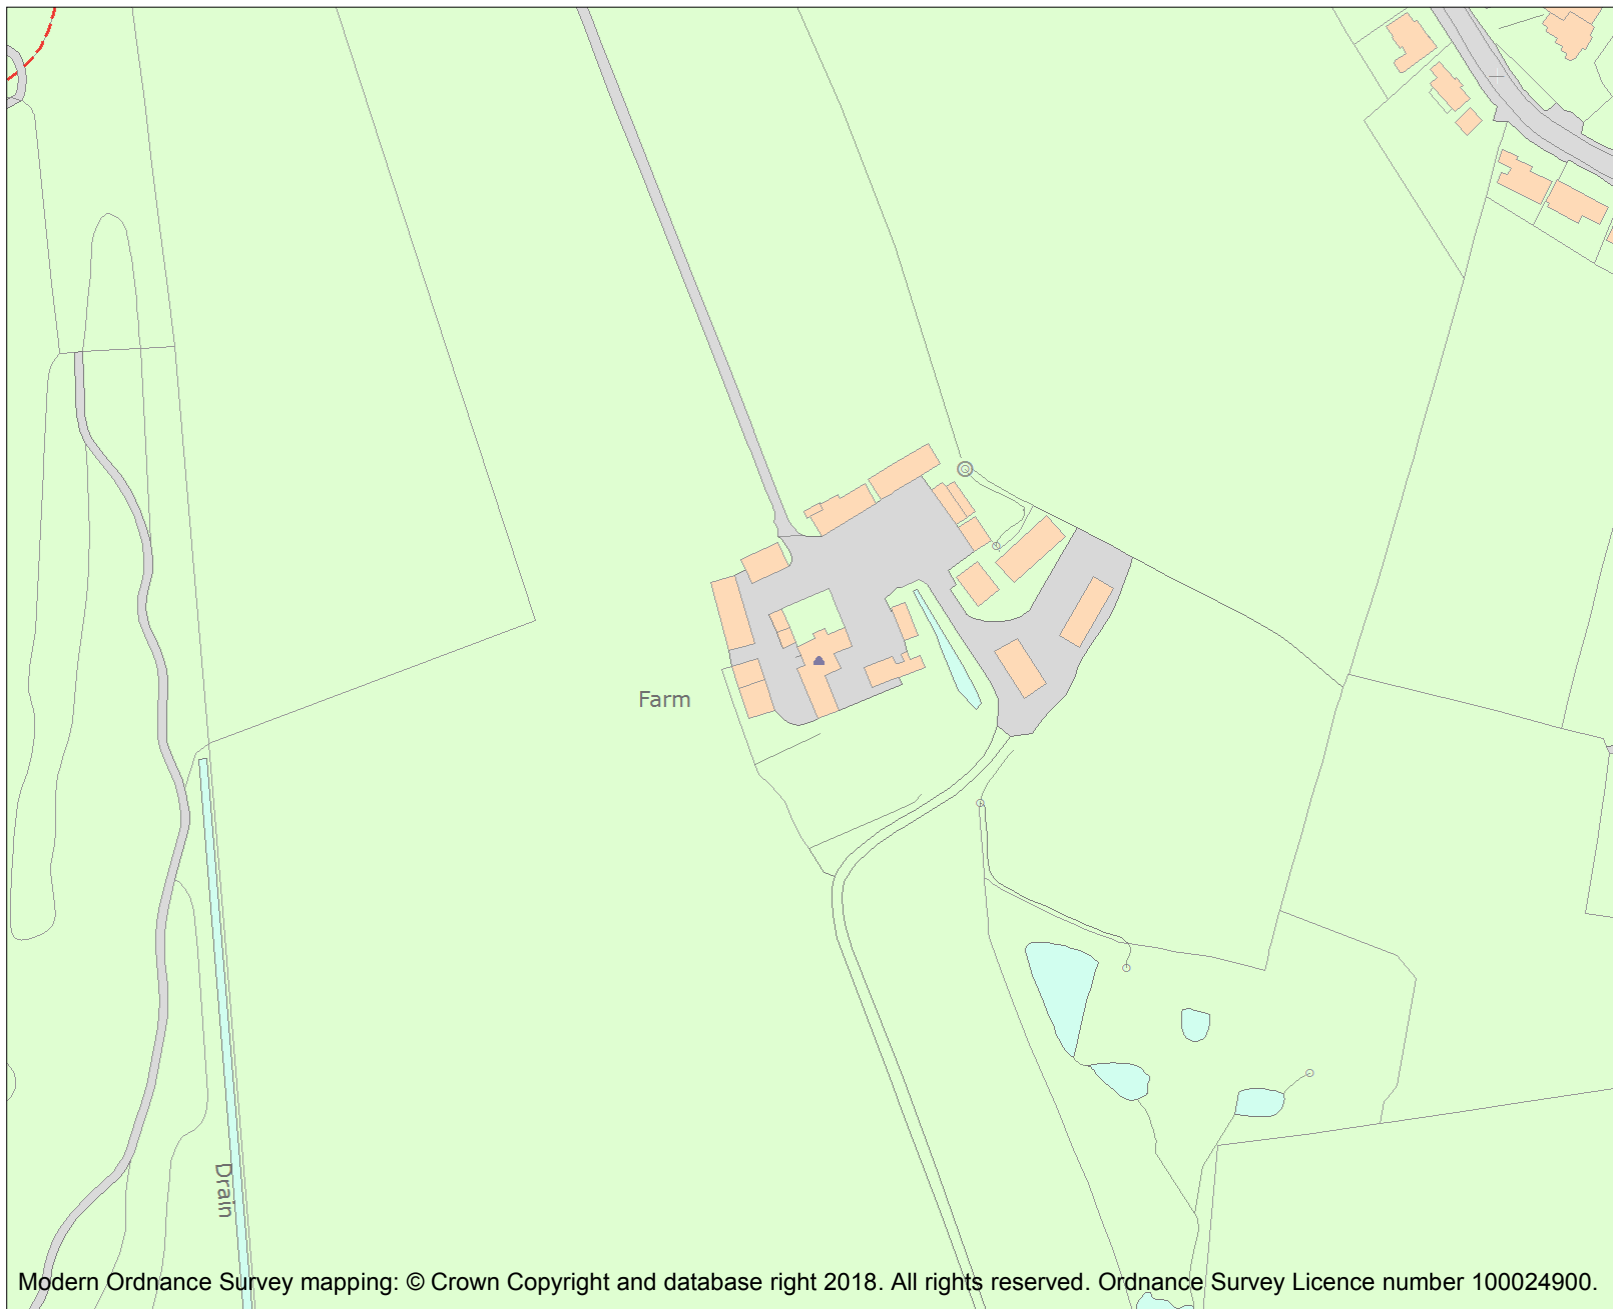 Farm
Drain
Modern Ordnance Survey mapping: © Crown Copyright and database right 2018. All rights reserved. Ordnance Survey Licence number 100024900.